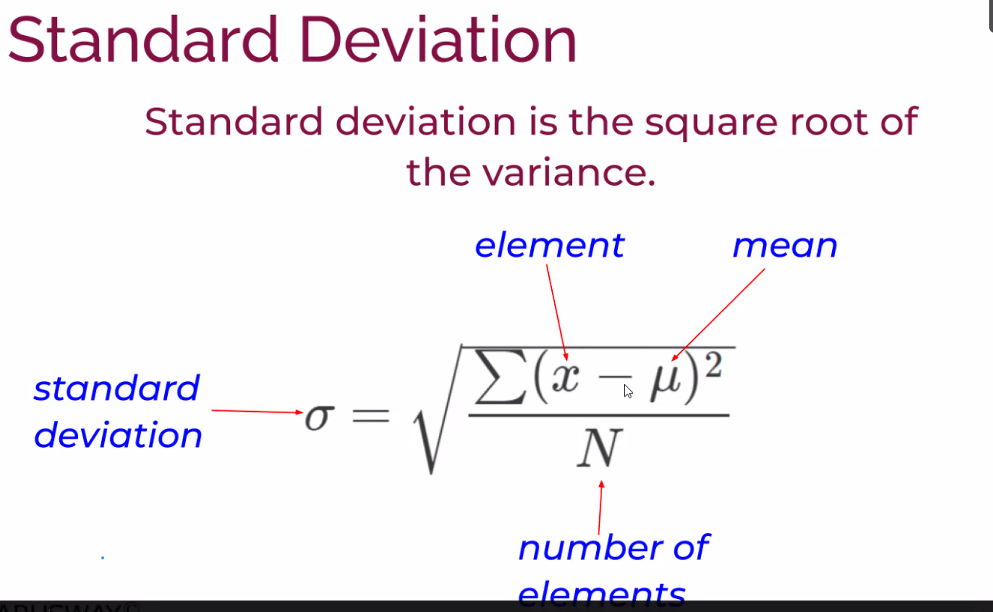 Standard Deviation
Standard deviation is the square root of
the variance.
element
mean
standard
deviation
σ = √(∑(x − μ)² / N)
number of
elements